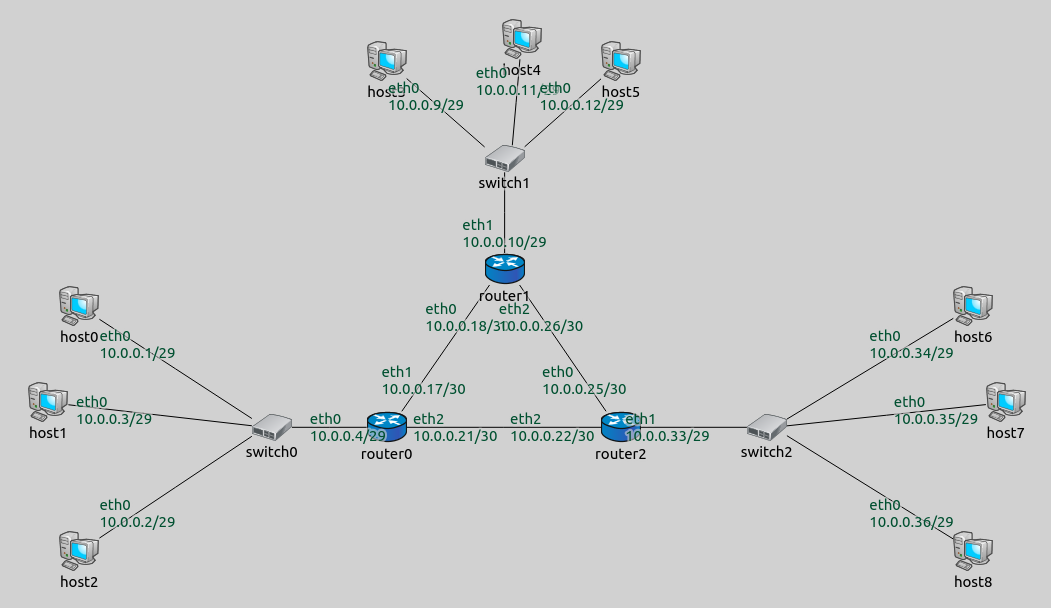 host3
eth0
10.0.0.9/29
host4
eth0
10.0.0.11/29
host5
eth0
10.0.0.12/29
switch1
eth1
10.0.0.10/29
router1
eth0
10.0.0.18/30
eth2
10.0.0.26/30
host0
eth0
10.0.0.1/29
host6
eth0
10.0.0.34/29
eth1
10.0.0.17/30
eth0
10.0.0.25/30
host1
eth0
10.0.0.3/29
switch0
eth0
10.0.0.4/29
router0
eth2
10.0.0.21/30
eth2
10.0.0.22/30
router2
eth1
10.0.0.33/29
switch2
eth0
10.0.0.35/29
host7
eth0
10.0.0.2/29
host2
eth0
10.0.0.36/29
host8